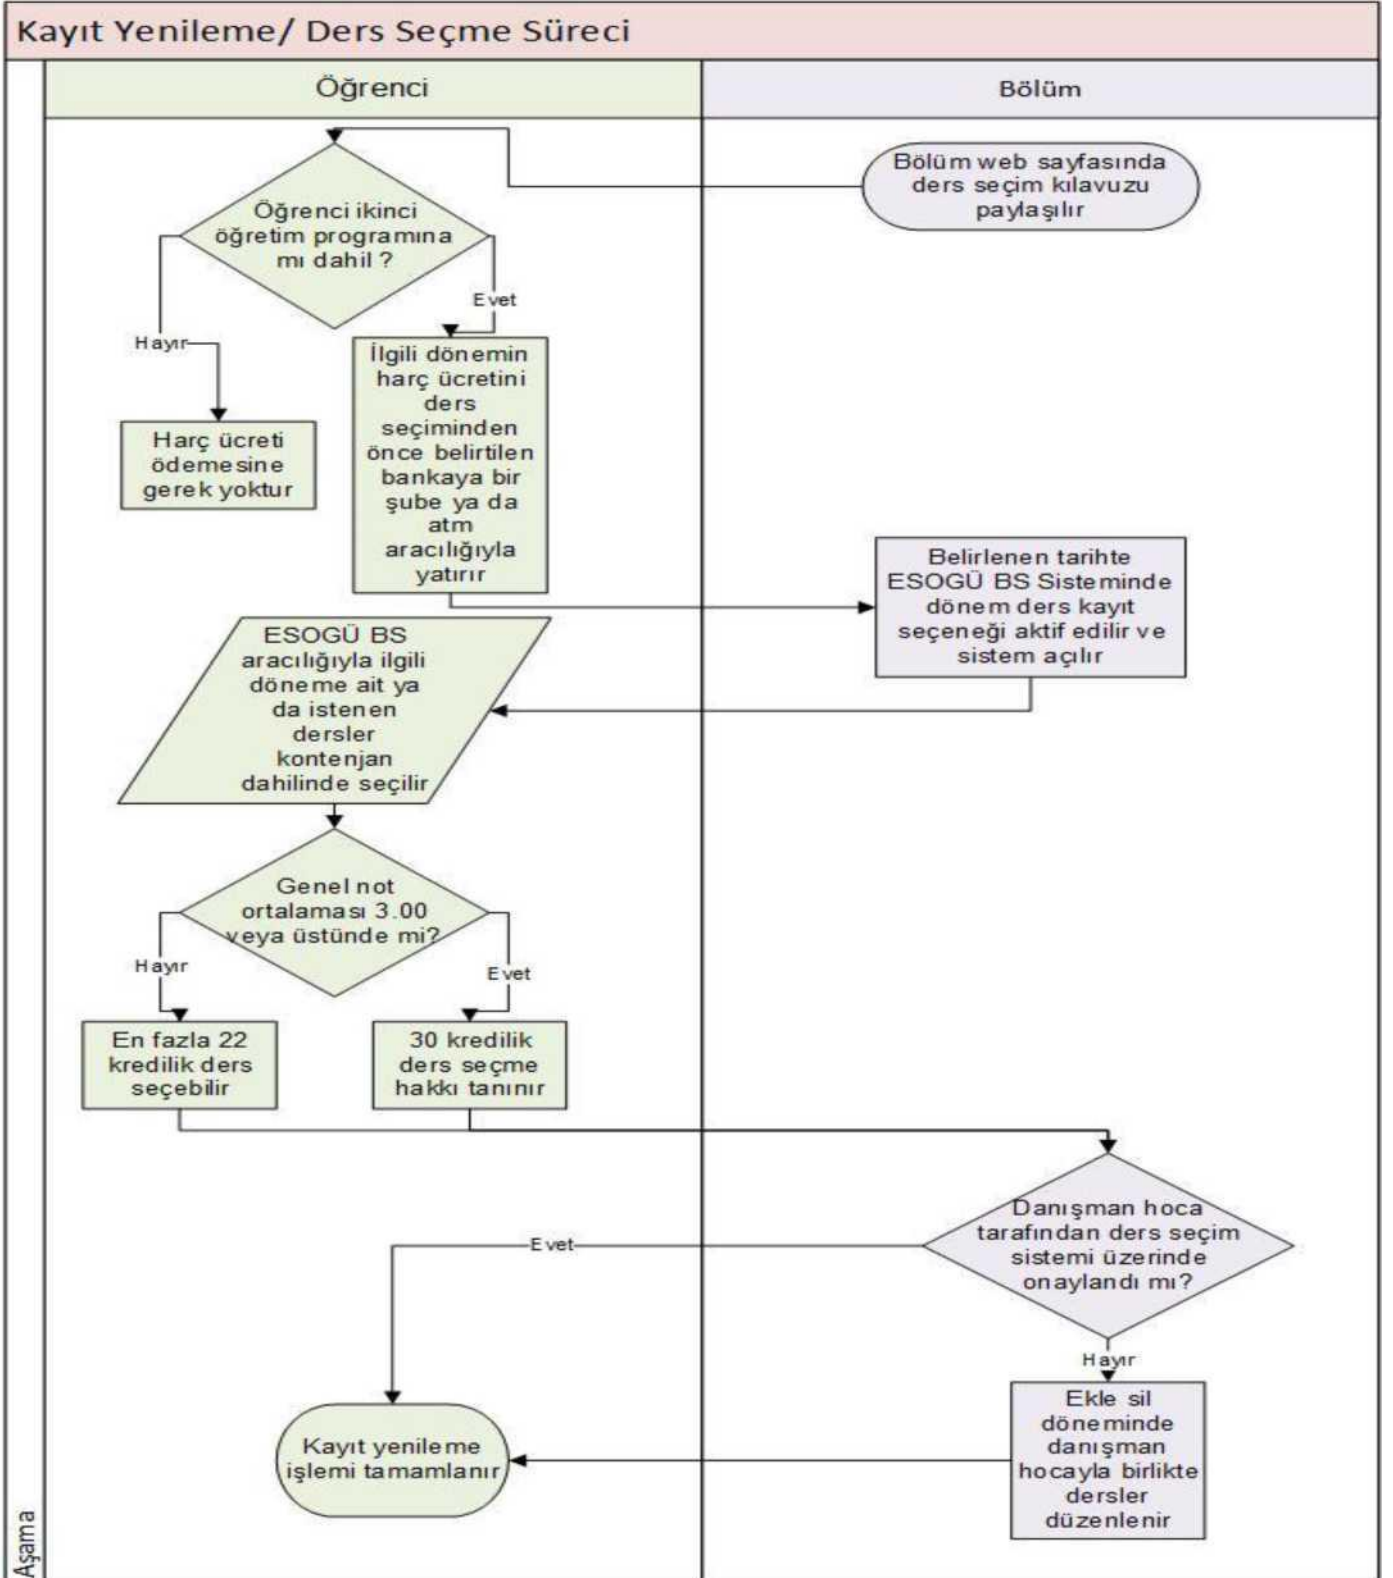 Kayıt Yenileme/ Ders Seçme Süreci
Öğrenci
Bölüm
Bölüm web sayfasında
ders seçim kılavuzu
paylaşılır
Öğrenci ikinci
öğretim programına
mı dahil ?
Evet
Hayır
İlgili dönemin
harç ücretini
ders
seçiminden
önce belirtilen
bankaya bir
şube ya da
atm
aracılığıyla
yatırır
Harç ücreti
ödemesine
gerek yoktur
Belirlenen tarihte
ESOGÜ BS Sisteminde
dönem ders kayıt
seçeneği aktif edilir ve
sistem açılır
ESOGÜ BS
aracılığıyla ilgili
döneme ait ya
da istenen
dersler
kontenjan
dahilinde seçilir
Genel not
ortalaması 3.00
veya üstünde mi?
Hayır
Evet
En fazla 22
kredilik ders
seçebilir
30 kredilik
ders seçme
hakkı tanınır
Danışman hoca
tarafından ders seçim
sistemi üzerinde
onaylandı mı?
Evet
Hayır
Ekle sil
döneminde
danışman
hocayla birlikte
dersler
düzenlenir
Kayıt yenileme
işlemi tamamlanır
Aşama